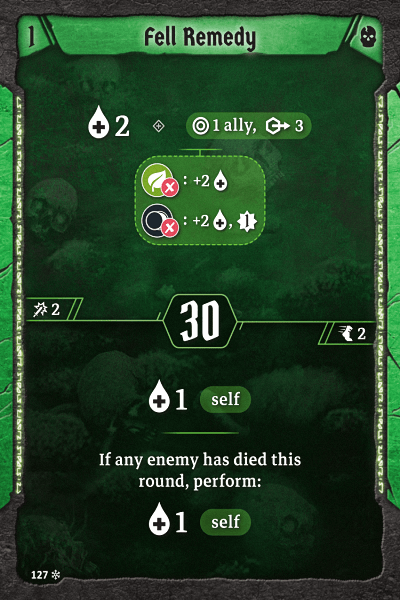 1
Fell Remedy
2
1 ally, 3
: +2
: +2 ,
2
30
2
1 self
If any enemy has died this
round, perform:
1 self
127